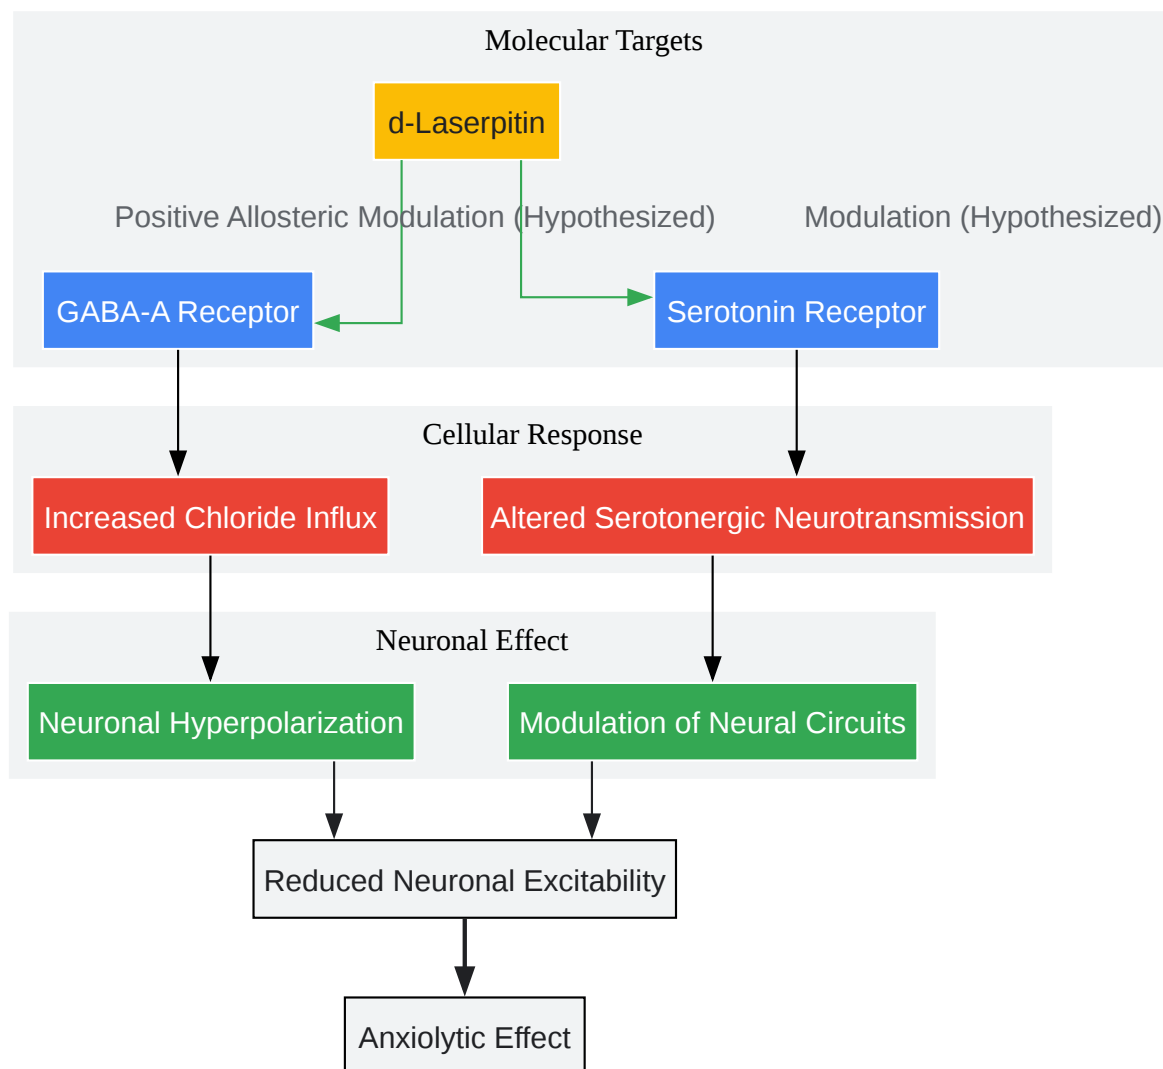 Molecular Targets
d-Laserpitin
Positive Allosteric Modulation (Hypothesized)
Modulation (Hypothesized)
GABA-A Receptor
Serotonin Receptor
Cellular Response
Increased Chloride Influx
Altered Serotonergic Neurotransmission
Neuronal Effect
Neuronal Hyperpolarization
Modulation of Neural Circuits
Reduced Neuronal Excitability
Anxiolytic Effect